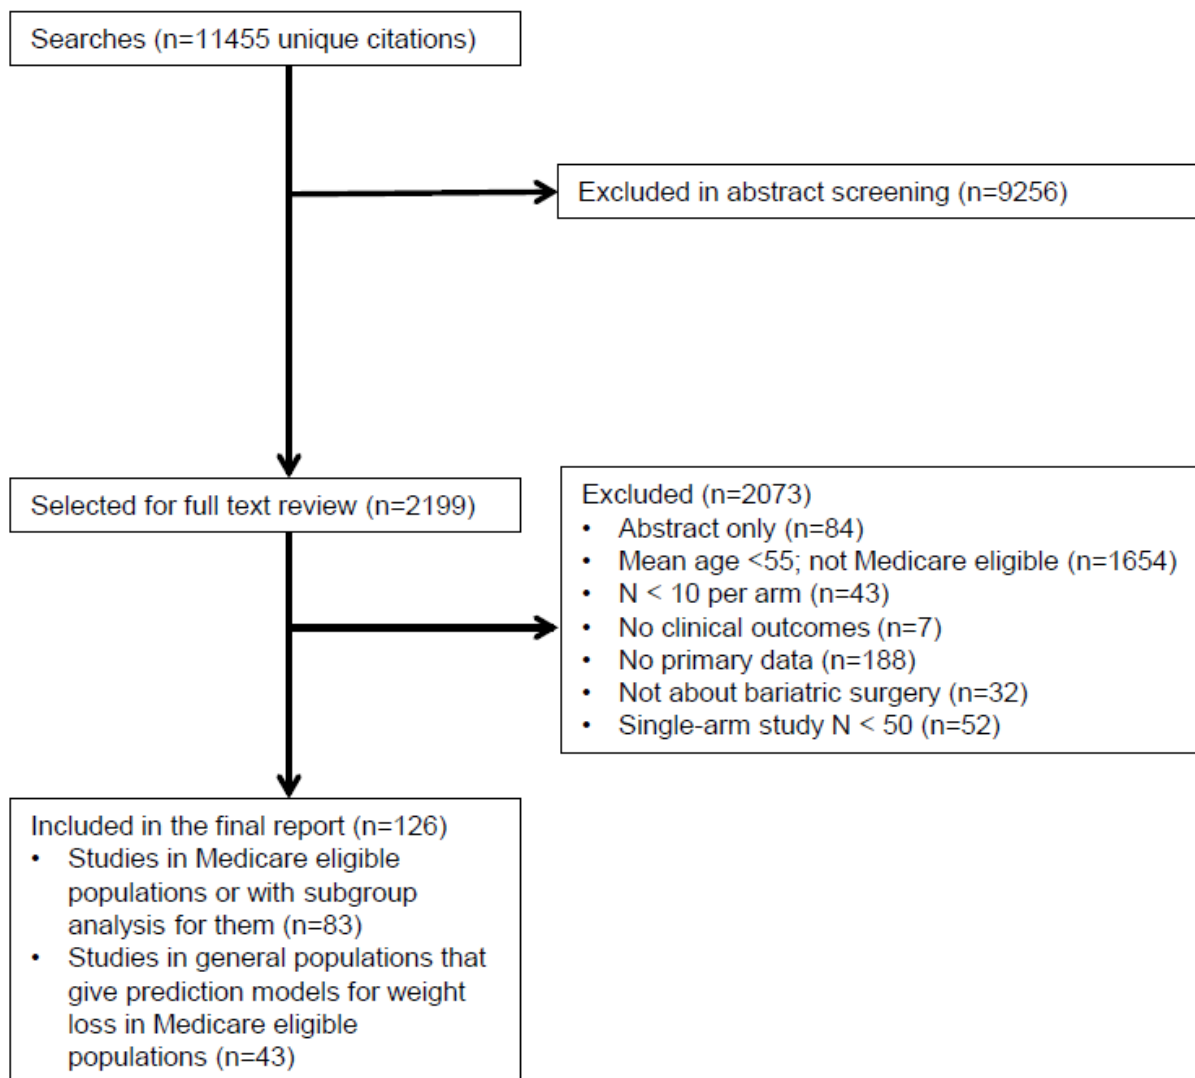 Searches (n=11455 unique citations)
Excluded in abstract screening (n=9256)
Selected for full text review (n=2199)
Excluded (n=2073)
• Abstract only (n=84)
• Mean age <55; not Medicare eligible (n=1654)
• N < 10 per arm (n=43)
• No clinical outcomes (n=7)
• No primary data (n=188)
• Not about bariatric surgery (n=32)
• Single-arm study N < 50 (n=52)
Included in the final report (n=126)
• Studies in Medicare eligible
populations or with subgroup
analysis for them (n=83)
• Studies in general populations that
give prediction models for weight
loss in Medicare eligible
populations (n=43)